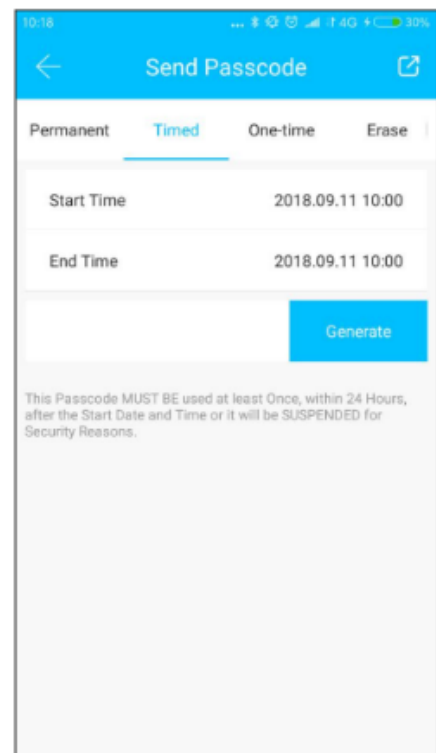 10:18 ... 4G 30%
Send Passcode
Permanent Timed One-time Erase
Start Time 2018.09.11 10:00
End Time 2018.09.11 10:00
Generate
This Passcode MUST BE used at least Once, within 24 Hours,
after the Start Date and Time or it will be SUSPENDED for
Security Reasons.